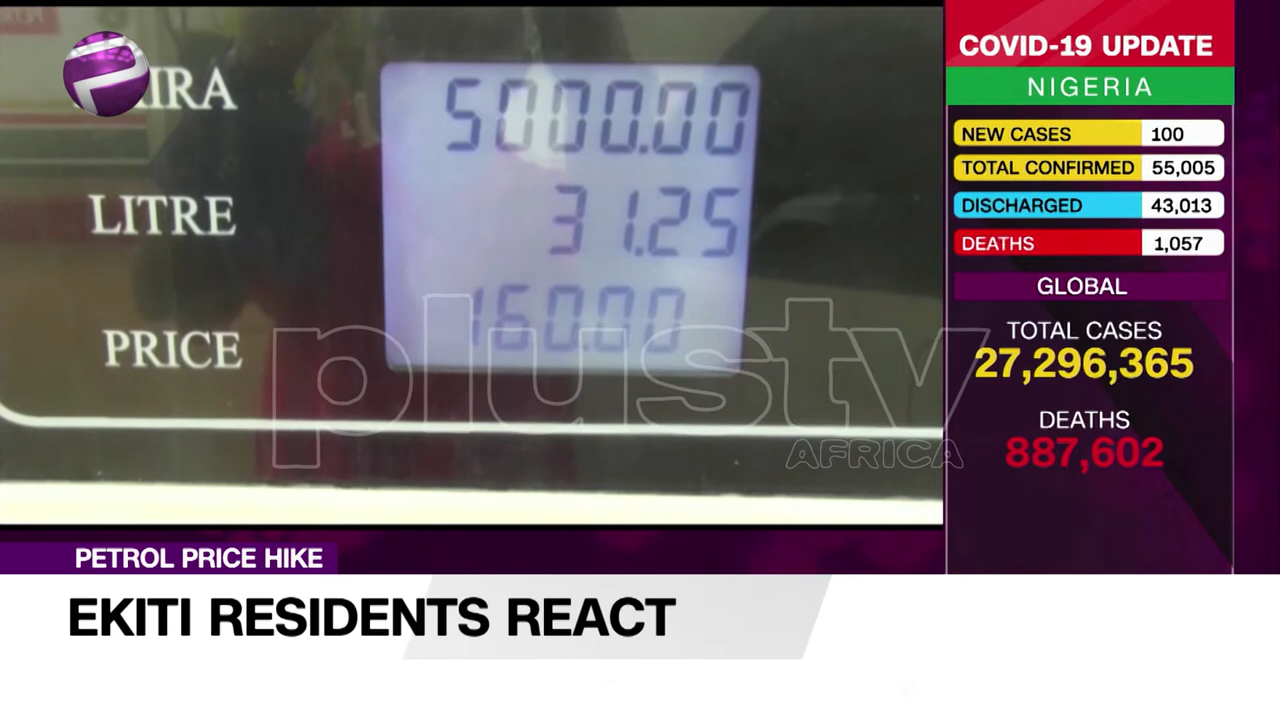 IRA 5000.00
LITRE 31.25
PRICE 160.00
plustv
AFRICA
COVID-19 UPDATE
NIGERIA
NEW CASES 100
TOTAL CONFIRMED 55,005
DISCHARGED 43,013
DEATHS 1,057
GLOBAL
TOTAL CASES
27,296,365
DEATHS
887,602
PETROL PRICE HIKE
EKITI RESIDENTS REACT